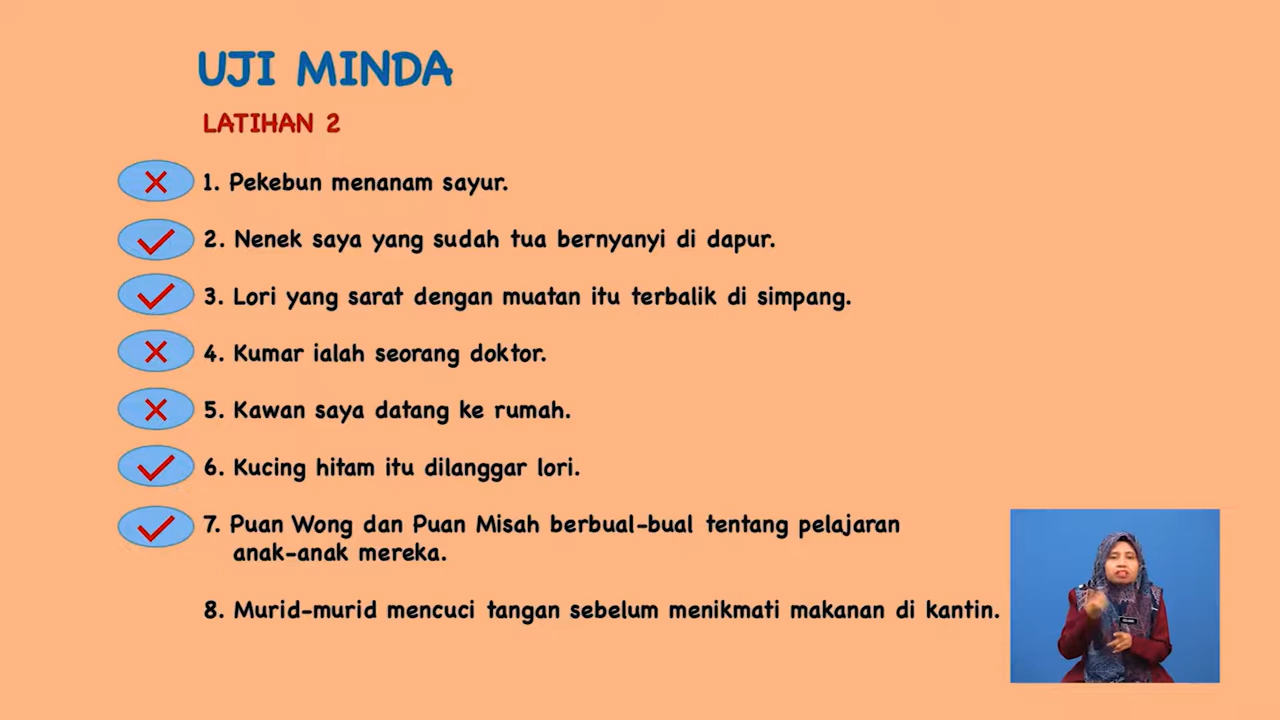 UJI MINDA
LATIHAN 2
1. Pekebun menanam sayur.
2. Nenek saya yang sudah tua bernyanyi di dapur.
3. Lori yang sarat dengan muatan itu terbalik di simpang.
4. Kumar ialah seorang doktor.
5. Kawan saya datang ke rumah.
6. Kucing hitam itu dilanggar lori.
7. Puan Wong dan Puan Misah berbual-bual tentang pelajaran
anak-anak mereka.
8. Murid-murid mencuci tangan sebelum menikmati makanan di kantin.